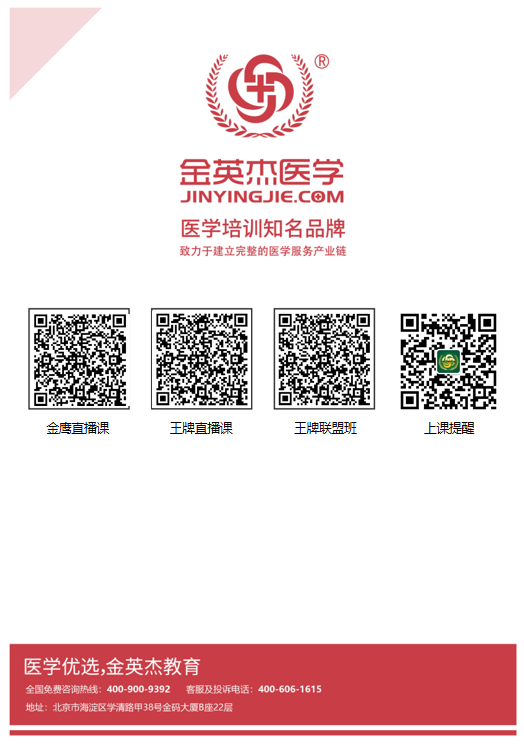 ®
金英杰医学
JINYINGJIE.COM
医学培训知名品牌
致力于建立完整的医学服务产业链
金鹰直播课
王牌直播课
王牌联盟班
上课提醒
医学优选,金英杰教育
全国免费咨询热线：400-900-9392 客服及投诉电话：400-606-1615
地址：北京市海淀区学清路甲38号金码大厦B座22层